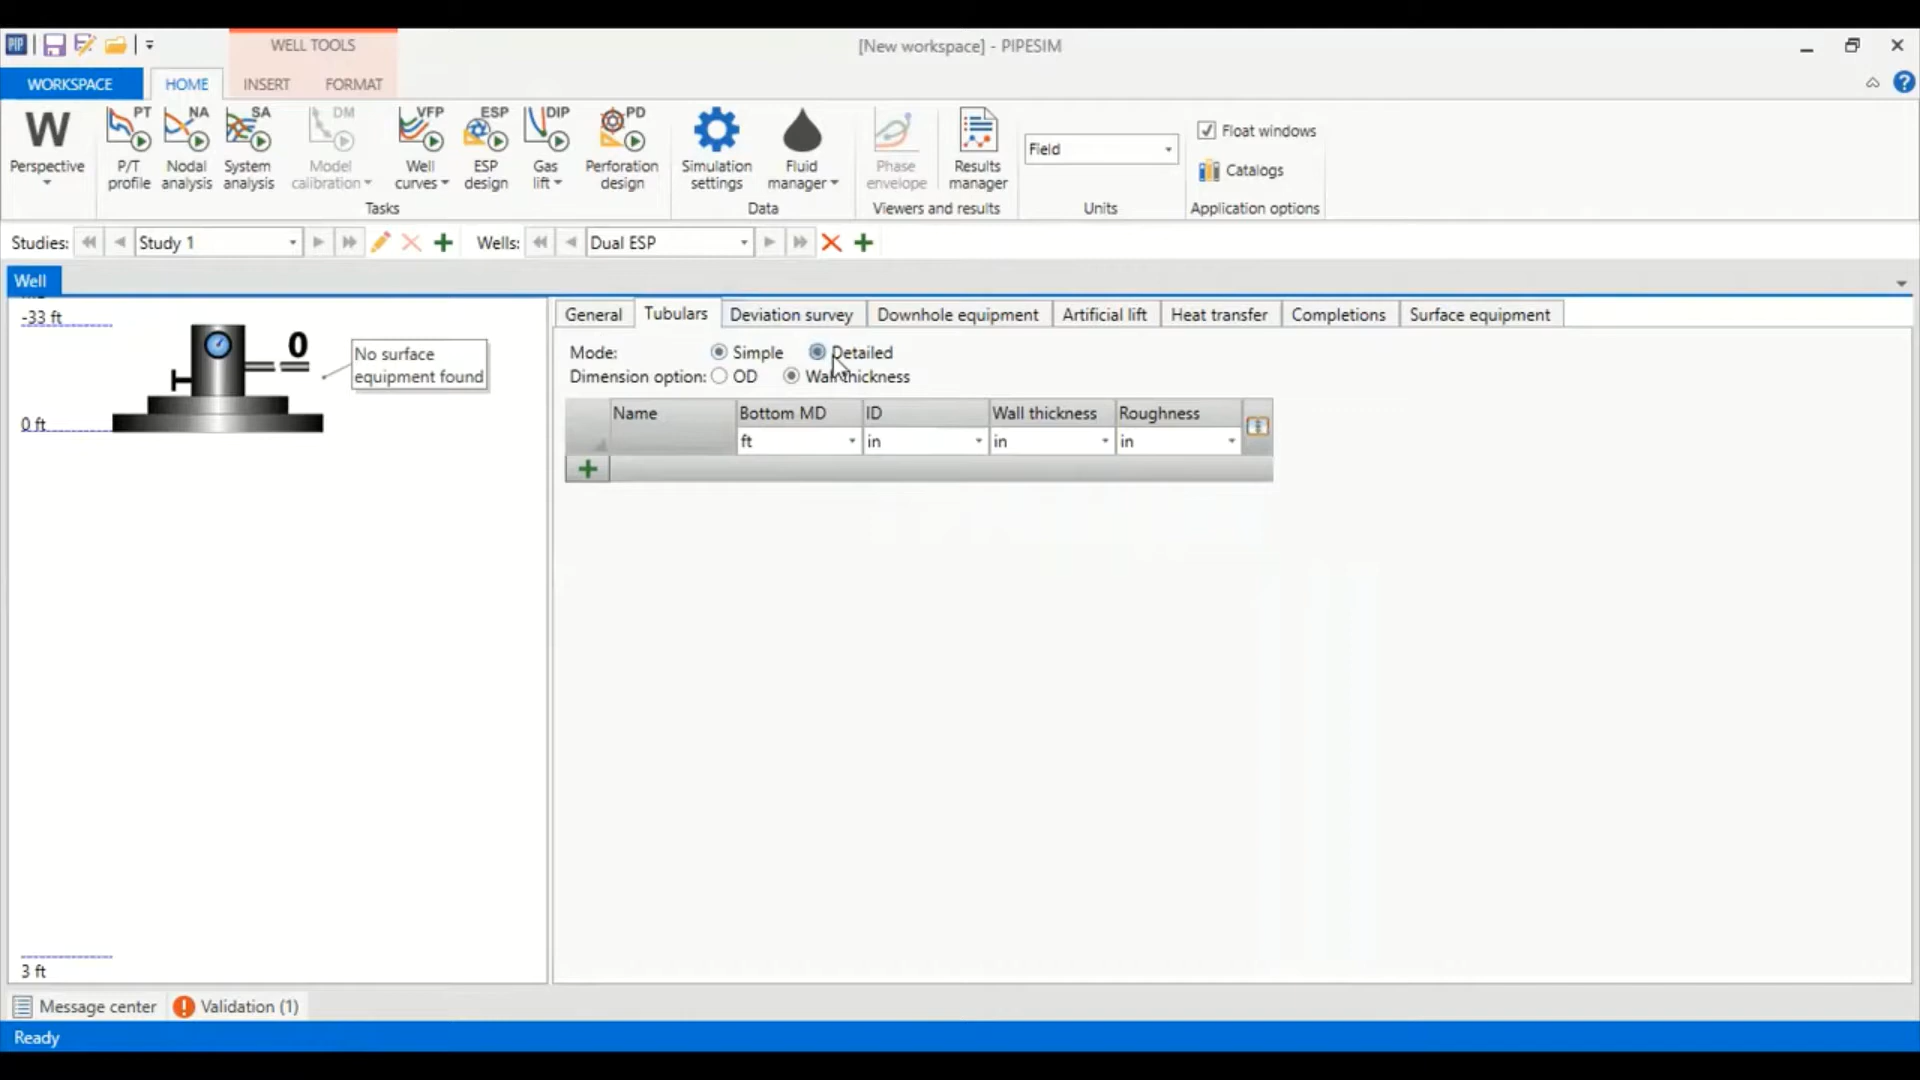 WELL TOOLS
[New workspace] - PIPESIM
PIP
WORKSPACE
HOME
INSERT
FORMAT
W
Perspective
PT
P/T
profile
NA
Nodal
analysis
SA
System
analysis
DM
Model
calibration
VFP
Well
curves
ESP
ESP
design
DIP
Gas
lift
PD
Perforation
design
Tasks
Simulation
settings
Fluid
manager
Data
Phase
envelope
Results
manager
Viewers and results
Field
Units
Float windows
Catalogs
Application options
Studies:
Study 1
Wells:
Dual ESP
Well
-33 ft
0
No surface
equipment found
0 ft
3 ft
General
Tubulars
Deviation survey
Downhole equipment
Artificial lift
Heat transfer
Completions
Surface equipment
Mode:
Simple
Detailed
Dimension option:
OD
Wall thickness
Name
Bottom MD
ID
Wall thickness
Roughness
ft
in
in
in
Message center
Validation (1)
Ready